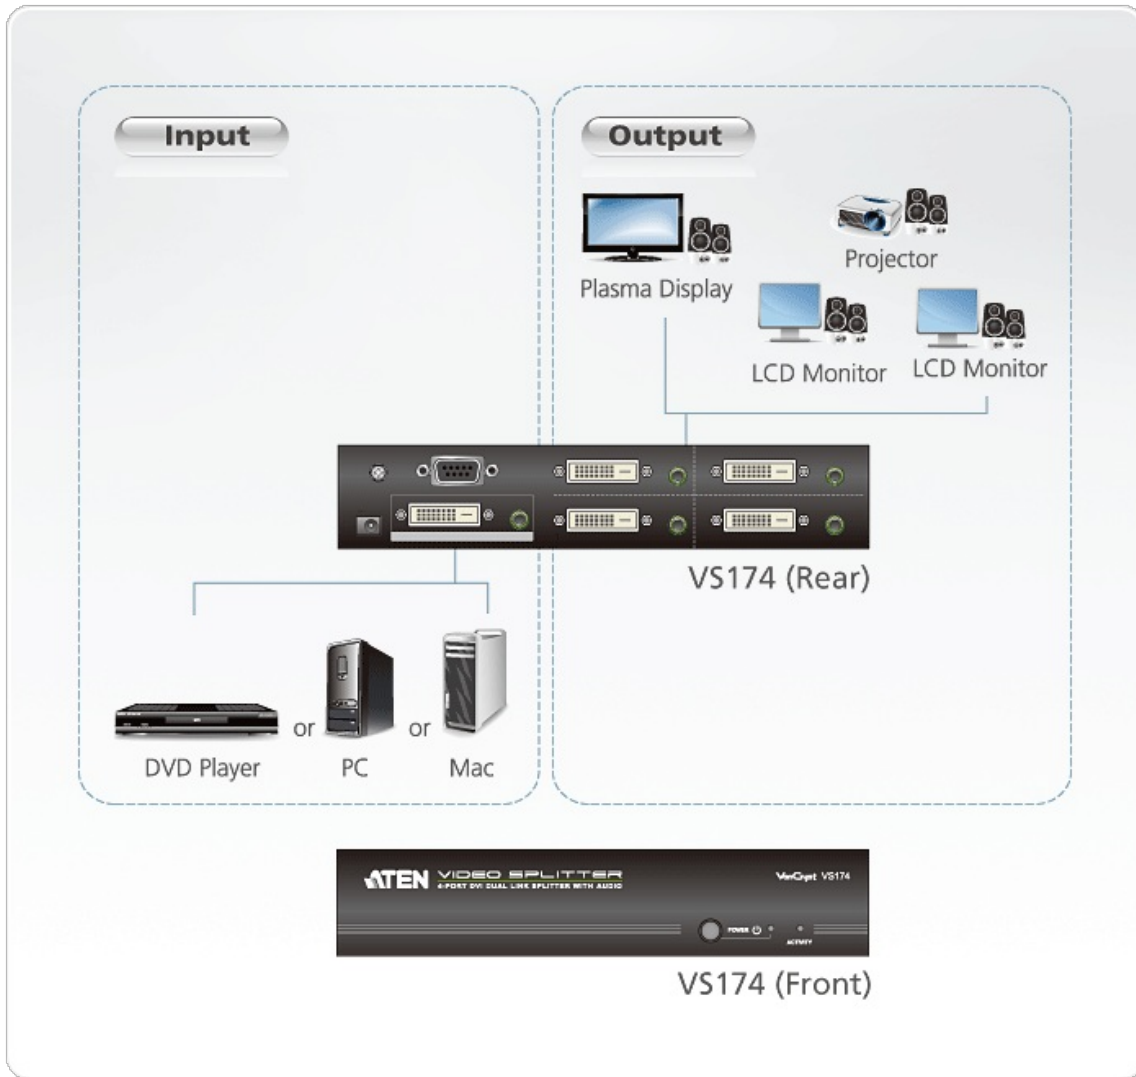 Input
Output
Plasma Display
Projector
LCD Monitor
LCD Monitor
VS174 (Rear)
DVD Player
or
PC
or
Mac
ATEN VIDEO SPLITTER
4-PORT DVI DUAL LINK SPLITTER WITH AUDIO
VanCryst VS174
POWER
ACTIVITY
VS174 (Front)